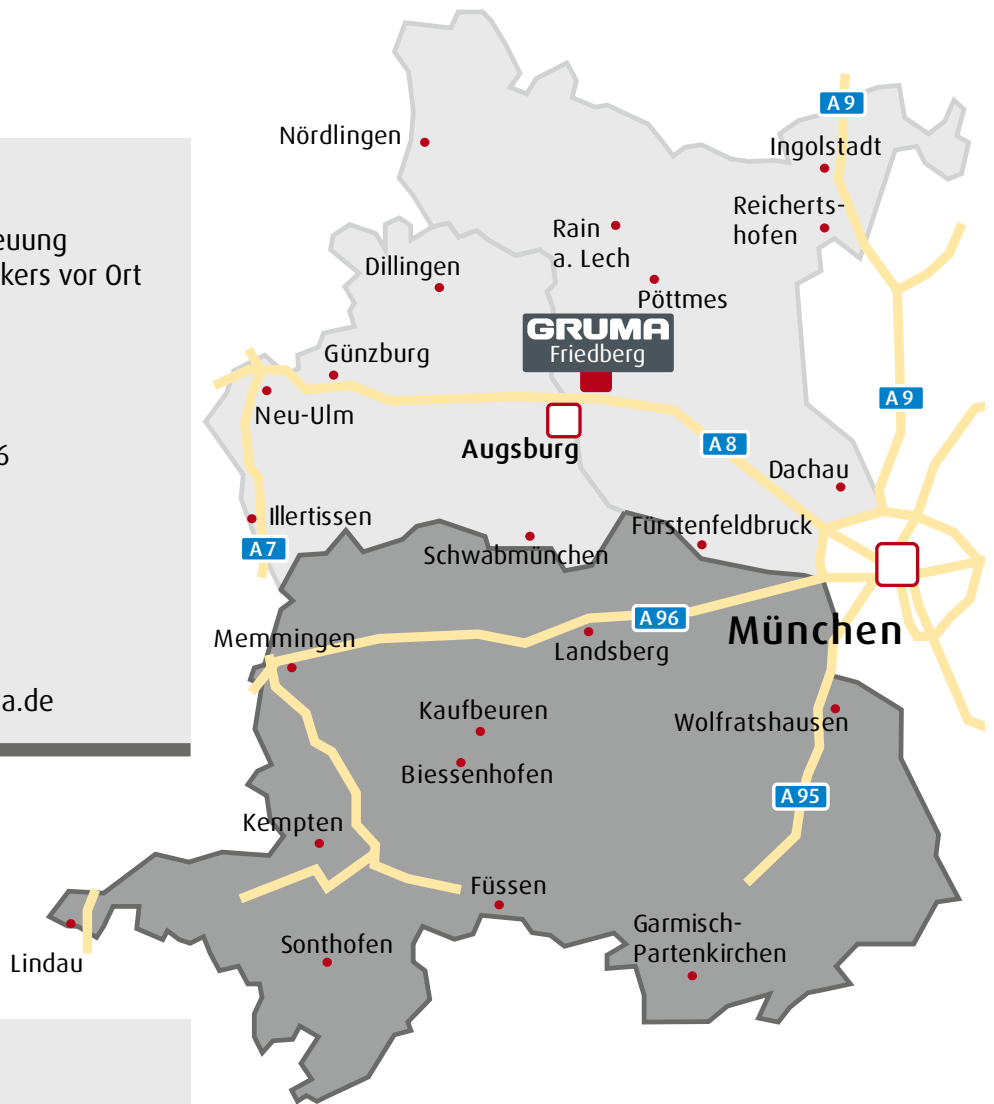 euung
kers vor Ort
6
a.de
A 9
Nördlingen
Ingolstadt
Reicherts-
hofen
Rain
a. Lech
Dillingen
Pöttmes
GRUMA
Friedberg
Günzburg
Neu-Ulm
A 9
Augsburg
A 8
Dachau
Illertissen
Fürstenfeldbruck
A 7
Schwabmünchen
A 96
München
Memmingen
Landsberg
Kaufbeuren
Wolfratshausen
Biessenhofen
A 95
Kempten
Füssen
Garmisch-
Partenkirchen
Sonthofen
Lindau